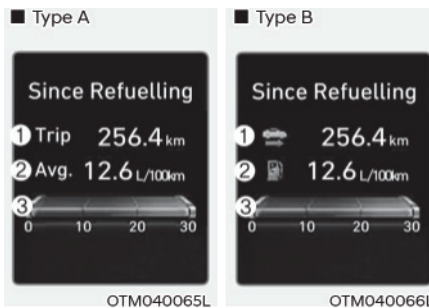 ■ Type A
Since Refuelling
① Trip 256.4 km
② Avg. 12.6 L/100km
③
0 10 20 30
OTM040065L
■ Type B
Since Refuelling
① 256.4 km
② 12.6 L/100km
③
0 10 20 30
OTM040066L